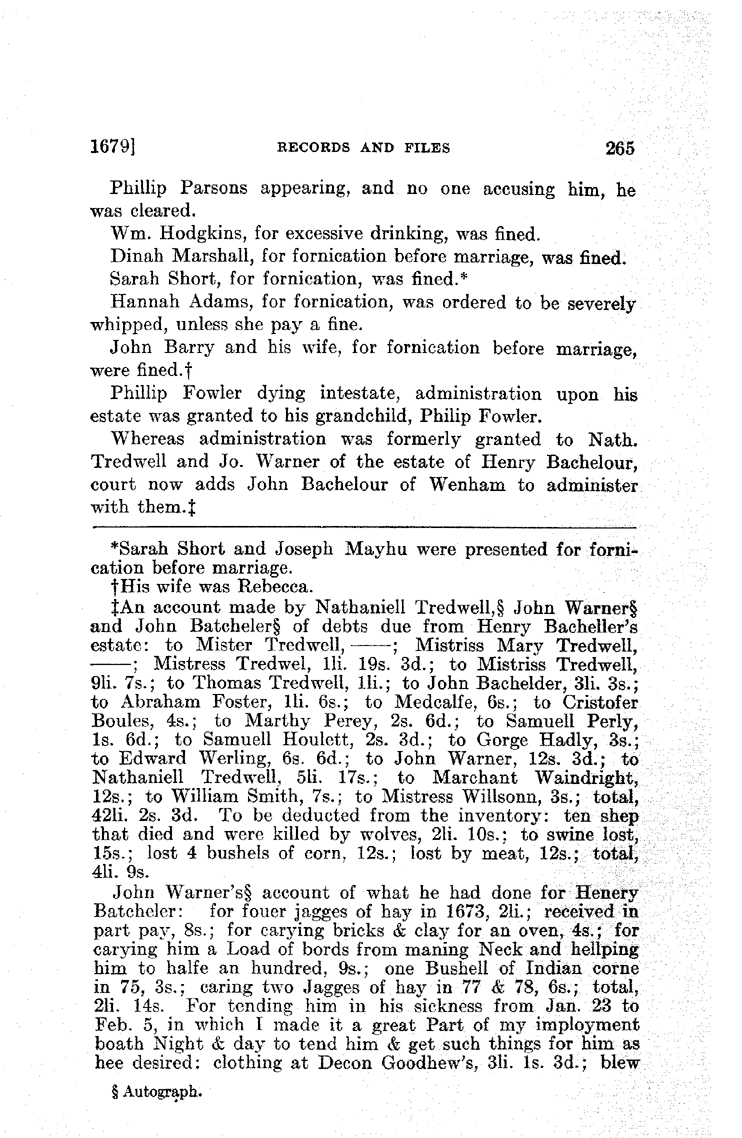 1679] RECORDS AND FILES 265
Phillip Parsons appearing, and no one accusing him, he
was cleared.
Wm. Hodgkins, for excessive drinking, was fined.
Dinah Marshall, for fornication before marriage, was fined.
Sarah Short, for fornication, was fined.*
Hannah Adams, for fornication, was ordered to be severely
whipped, unless she pay a fine.
John Barry and his wife, for fornication before marriage,
were fined.†
Phillip Fowler dying intestate, administration upon his
estate was granted to his grandchild, Philip Fowler.
Whereas administration was formerly granted to Nath.
Tredwell and Jo. Warner of the estate of Henry Bachelour,
court now adds John Bachelour of Wenham to administer
with them.‡
*Sarah Short and Joseph Mayhu were presented for forni-
cation before marriage.
†His wife was Rebecca.
‡An account made by Nathaniell Tredwell,§ John Warner§
and John Batcheler§ of debts due from Henry Bacheller's
estate: to Mister Tredwell, ——; Mistriss Mary Tredwell,
——; Mistress Tredwel, 1li. 19s. 3d.; to Mistriss Tredwell,
9li. 7s.; to Thomas Tredwell, 1li.; to John Bachelder, 3li. 3s.;
to Abraham Foster, 1li. 6s.; to Medcalfe, 6s.; to Cristofer
Boules, 4s.; to Marthy Perey, 2s. 6d.; to Samuell Perly,
1s. 6d.; to Samuell Houlett, 2s. 3d.; to Gorge Hadly, 3s.;
to Edward Werling, 6s. 6d.; to John Warner, 12s. 3d.; to
Nathaniell Tredwell, 5li. 17s.; to Marchant Waindright,
12s.; to William Smith, 7s.; to Mistress Willsonn, 3s.; total,
42li. 2s. 3d. To be deducted from the inventory: ten shep
that died and were killed by wolves, 2li. 10s.; to swine lost,
15s.; lost 4 bushels of corn, 12s.; lost by meat, 12s.; total,
4li. 9s.
John Warner's§ account of what he had done for Henery
Batcheler: for fouer jagges of hay in 1673, 2li.; received in
part pay, 8s.; for carying bricks & clay for an oven, 4s.; for
carying him a Load of bords from maning Neck and hellping
him to halfe an hundred, 9s.; one Bushell of Indian corne
in 75, 3s.; caring two Jagges of hay in 77 & 78, 6s.; total,
2li. 14s. For tending him in his sickness from Jan. 23 to
Feb. 5, in which I made it a great Part of my imployment
boath Night & day to tend him & get such things for him as
hee desired: clothing at Decon Goodhew's, 3li. 1s. 3d.; blew
§ Autograph.